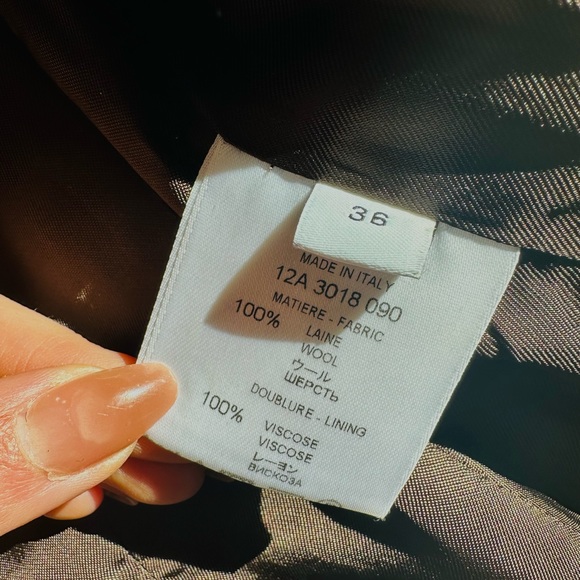 36
MADE IN ITALY
12A 3018 090
MATIERE - FABRIC
100%
LAINE
WOOL
ウール
ШЕРСТЬ
DOUBLURE - LINING
100%
VISCOSE
VISCOSE
レーヨン
ВИСКОЗА